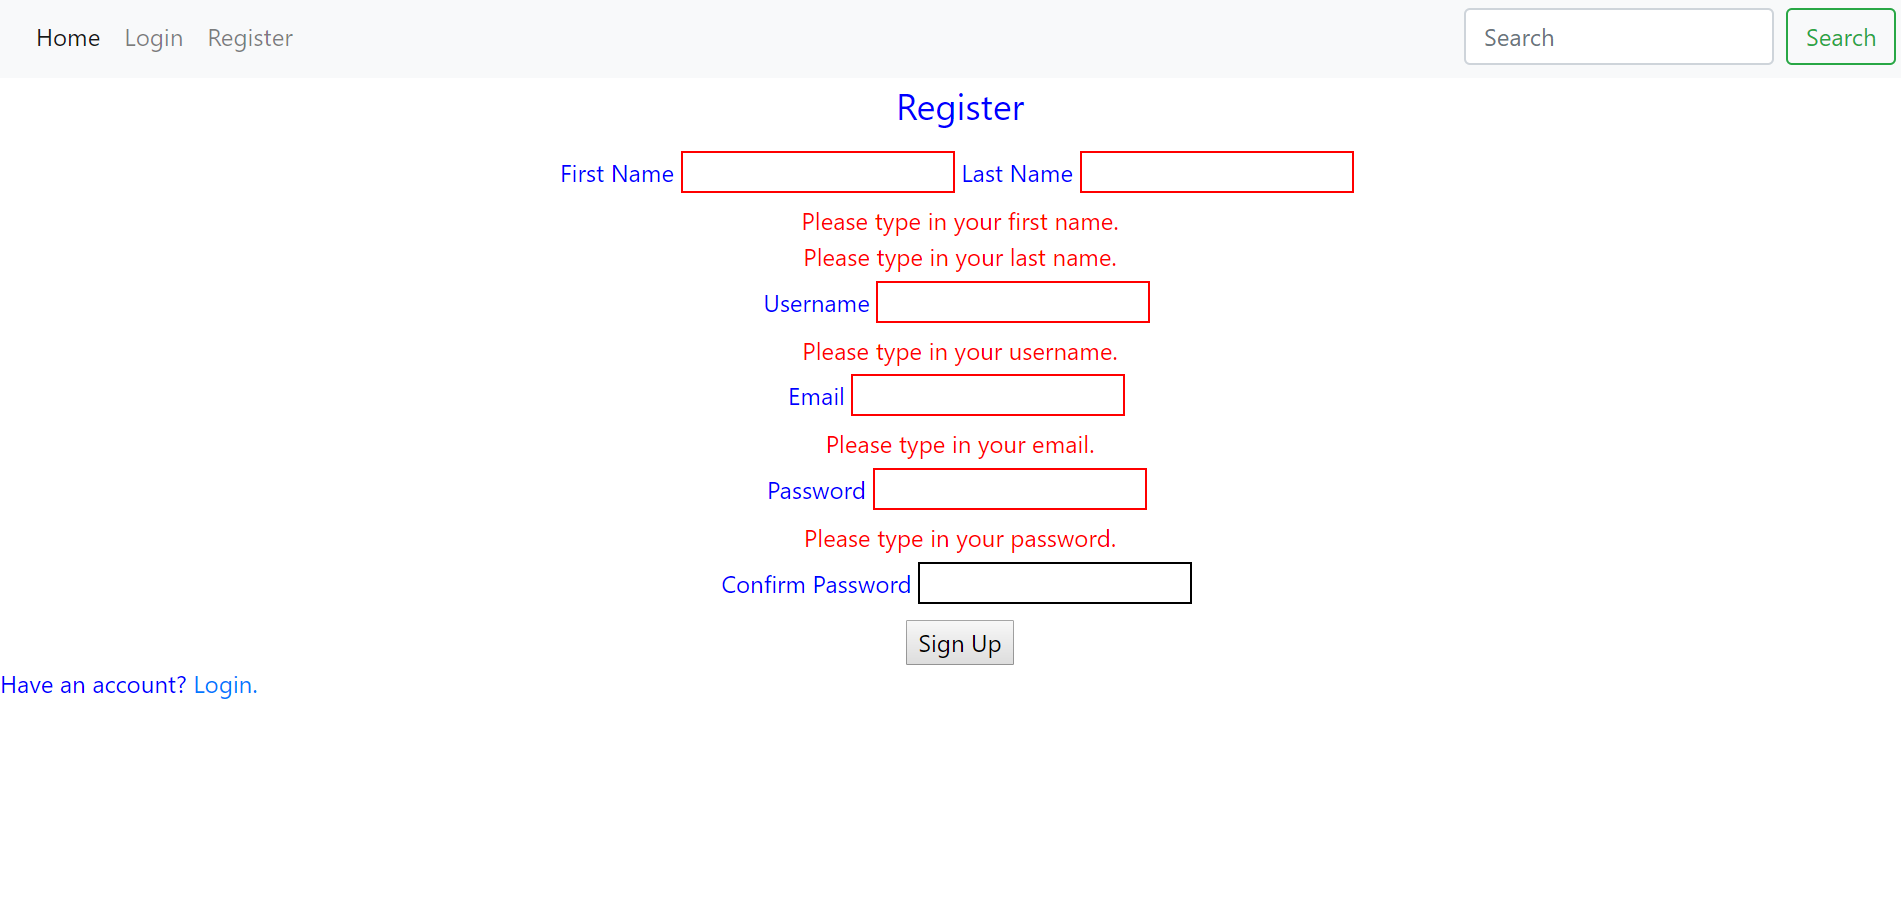 Home Login Register Search Search
Register
First Name Last Name
Please type in your first name.
Please type in your last name.
Username
Please type in your username.
Email
Please type in your email.
Password
Please type in your password.
Confirm Password
Sign Up
Have an account? Login.